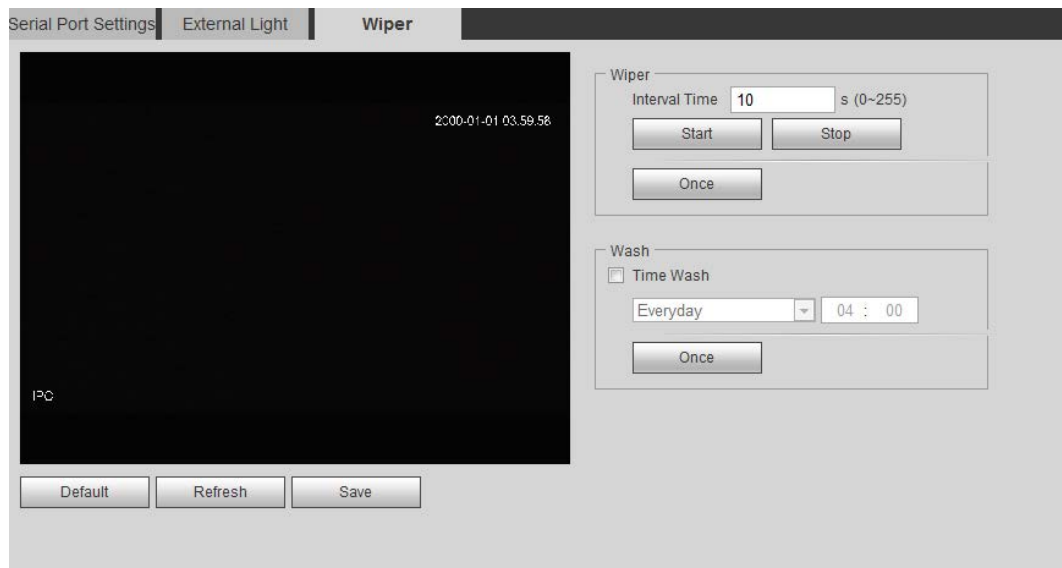 Serial Port Settings External Light Wiper
2000-01-01 03.59.58
IPC
Default Refresh Save
Wiper
Interval Time 10 s (0~255)
Start Stop
Once
Wash
Time Wash
Everyday 04 : 00
Once